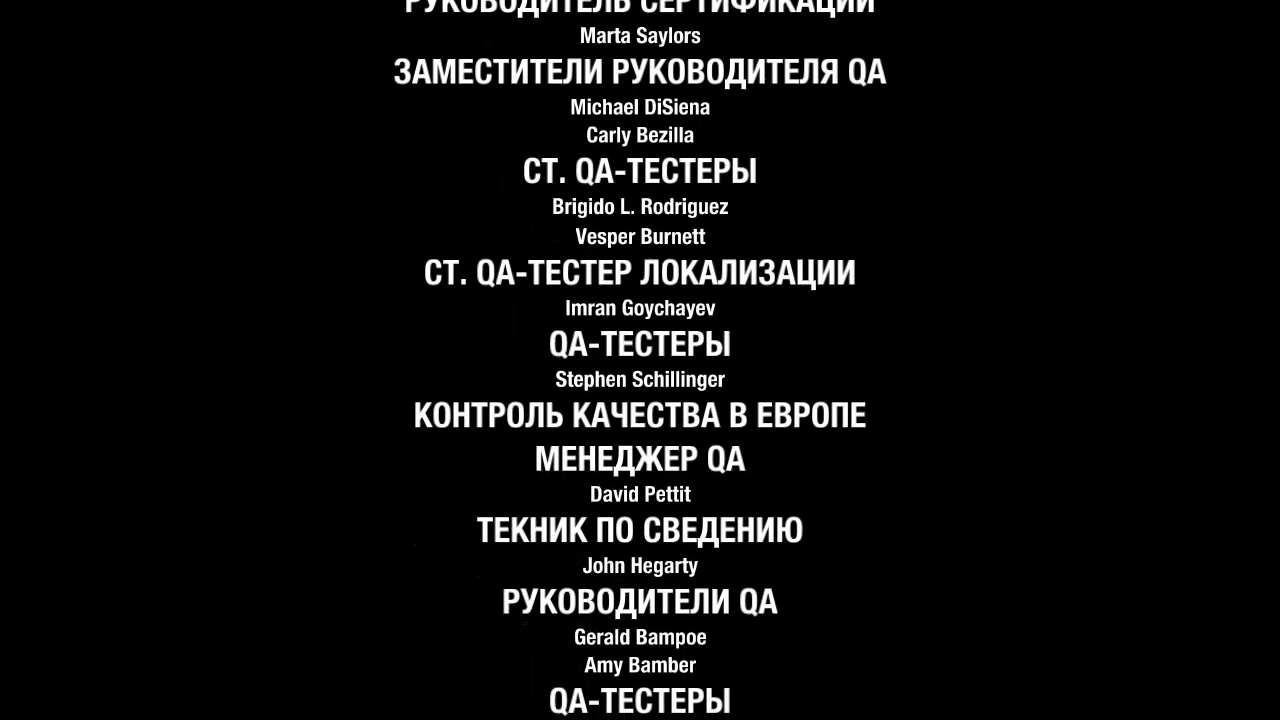 РУКОВОДИТЕЛЬ СЕРТИФИКАЦИИ
Marta Saylors
ЗАМЕСТИТЕЛИ РУКОВОДИТЕЛЯ QA
Michael DiSiena
Carly Bezilla
СТ. QA-ТЕСТЕРЫ
Brigido L. Rodriguez
Vesper Burnett
СТ. QA-ТЕСТЕР ЛОКАЛИЗАЦИИ
Imran Goychayev
QA-ТЕСТЕРЫ
Stephen Schillinger
КОНТРОЛЬ КАЧЕСТВА В ЕВРОПЕ
МЕНЕДЖЕР QA
David Pettit
ТЕКНИК ПО СВЕДЕНИЮ
John Hegarty
РУКОВОДИТЕЛИ QA
Gerald Bampoe
Amy Bamber
QA-ТЕСТЕРЫ